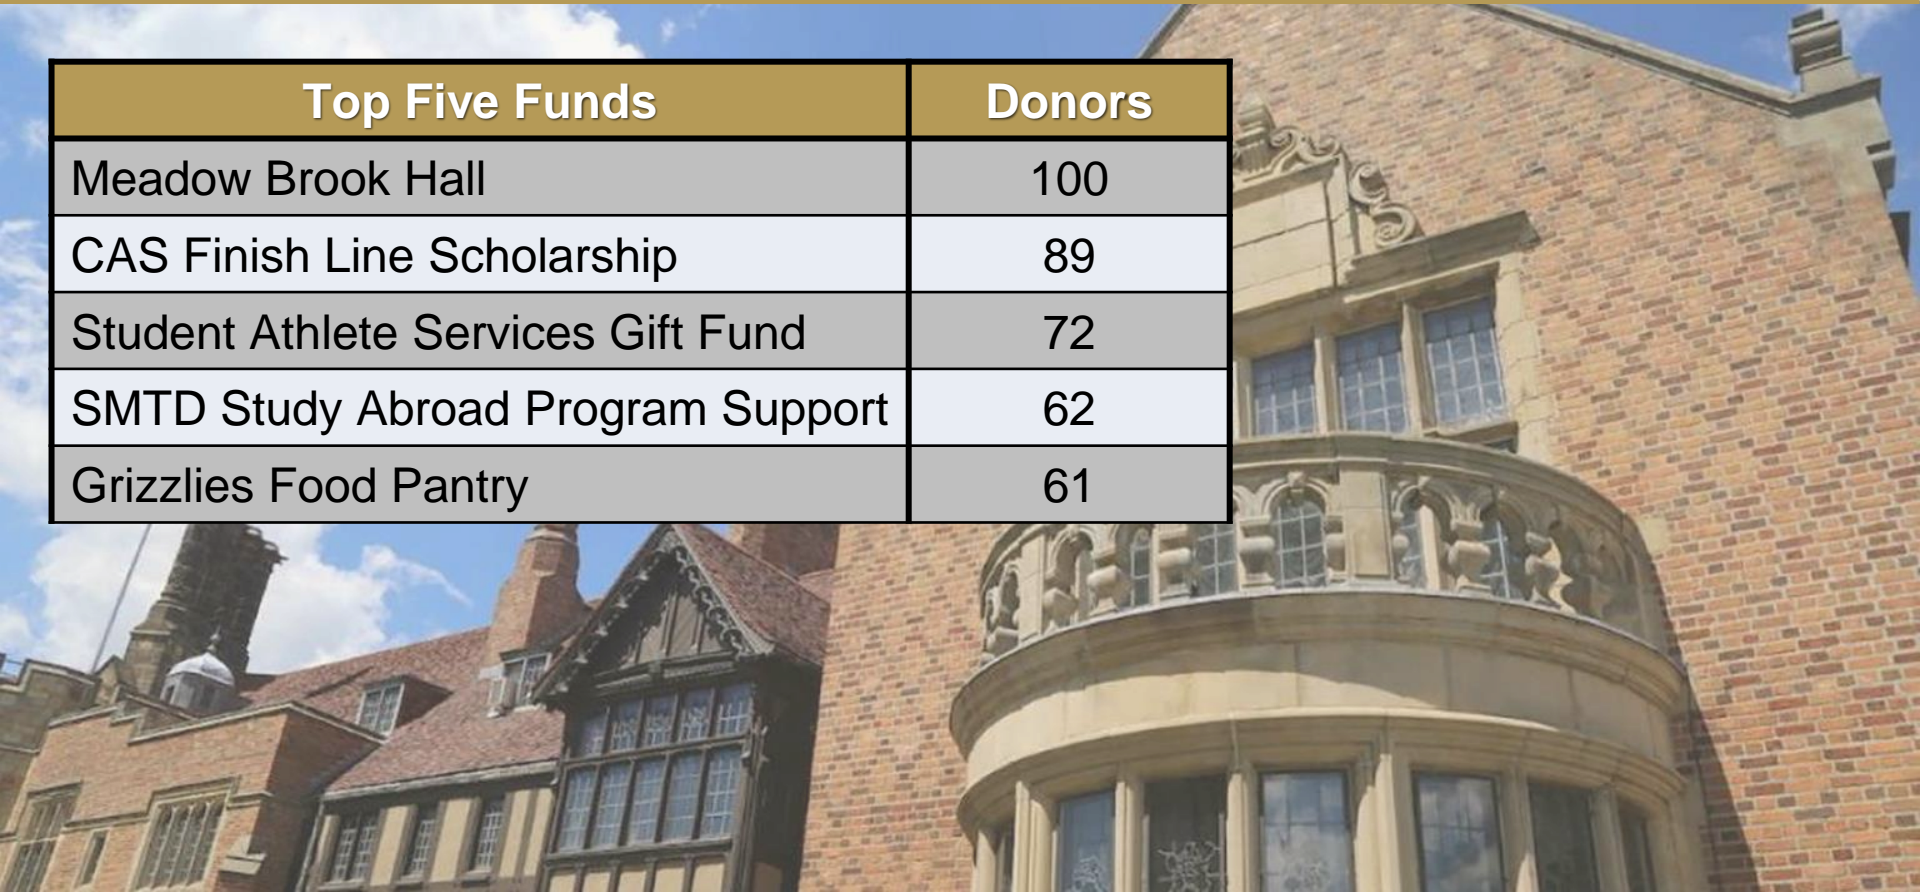 Top Five Funds Donors
Meadow Brook Hall 100
CAS Finish Line Scholarship 89
Student Athlete Services Gift Fund 72
SMTD Study Abroad Program Support 62
Grizzlies Food Pantry 61